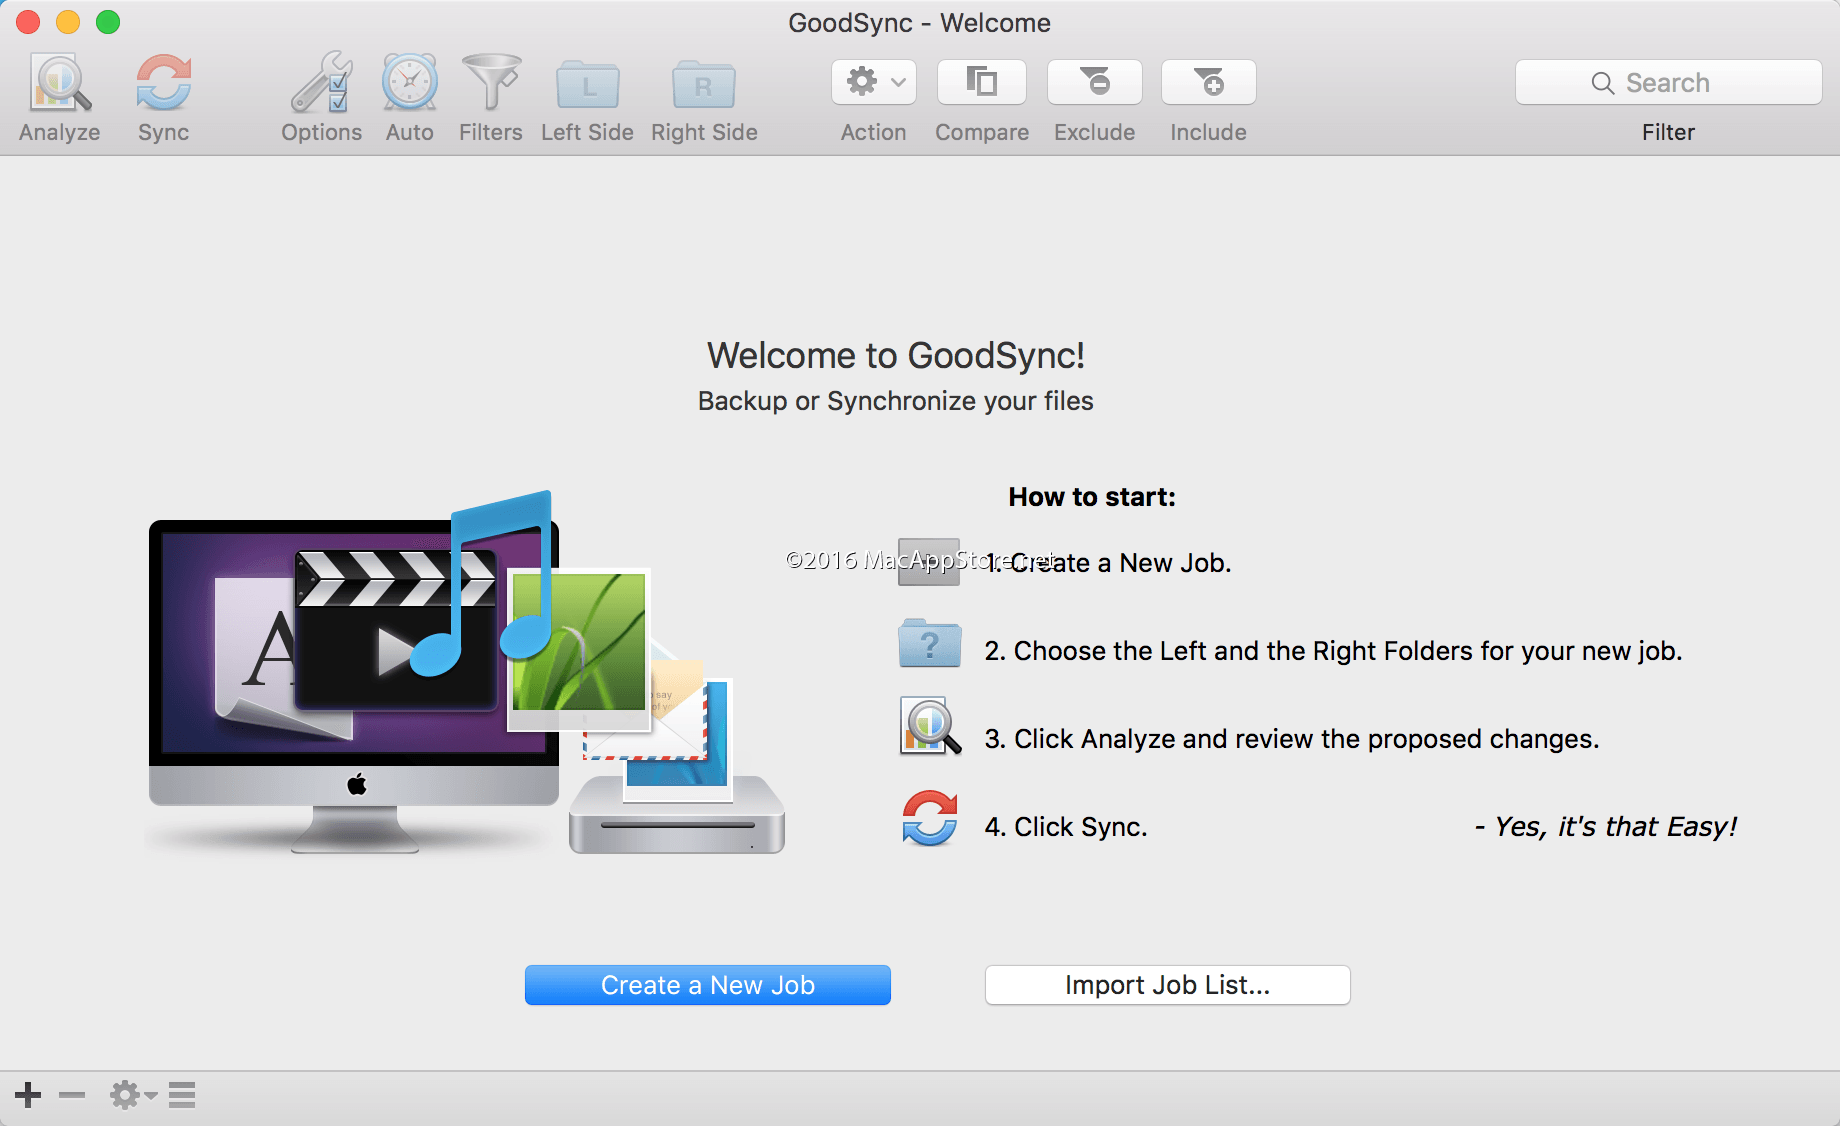 GoodSync - Welcome
Analyze Sync Options Auto Filters Left Side Right Side Action Compare Exclude Include
L R
Search
Filter
Welcome to GoodSync!
Backup or Synchronize your files
How to start:
1. Create a New Job.
©2016 MacAppStore.net
2. Choose the Left and the Right Folders for your new job.
?
3. Click Analyze and review the proposed changes.
4. Click Sync.
- Yes, it's that Easy!
A
say
of
Create a New Job
Import Job List...